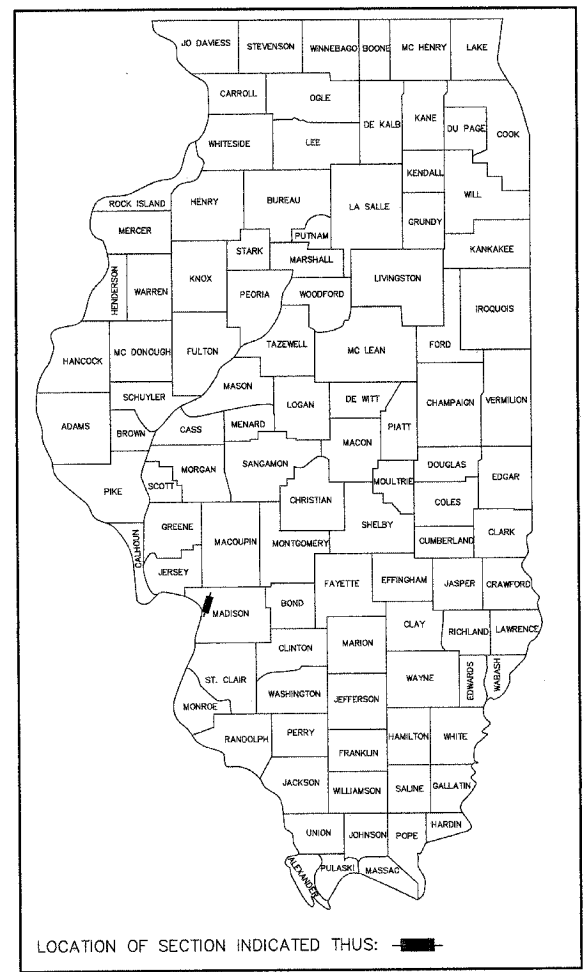 JO DAVIESS STEVENSON WINNEBAGO BOONE MC HENRY LAKE
CARROLL OGLE
DE KALB KANE DU PAGE COOK
WHITESIDE LEE
KENDALL WILL
ROCK ISLAND HENRY BUREAU LA SALLE GRUNDY
MERCER PUTNAM
STARK MARSHALL KANKAKEE
HENDERSON WARREN KNOX PEORIA WOODFORD LIVINGSTON
IROQUOIS
HANCOCK MC DONOUGH FULTON TAZEWELL MC LEAN FORD
MASON
SCHUYLER LOGAN DE WITT CHAMPAIGN VERMILION
ADAMS BROWN CASS MENARD MACON PIATT
PIKE SCOTT MORGAN SANGAMON MOULTRIE DOUGLAS EDGAR
CHRISTIAN COLES
CALHOUN GREENE MACOUPIN MONTGOMERY SHELBY CUMBERLAND CLARK
JERSEY FAYETTE EFFINGHAM JASPER CRAWFORD
MADISON BOND
CLAY RICHLAND LAWRENCE
CLINTON MARION
ST. CLAIR WAYNE EDWARDS WABASH
WASHINGTON JEFFERSON
MONROE
RANDOLPH PERRY HAMILTON WHITE
FRANKLIN
JACKSON WILLIAMSON SALINE GALLATIN
UNION JOHNSON POPE HARDIN
ALEXANDER PULASKI MASSAC
LOCATION OF SECTION INDICATED THUS: